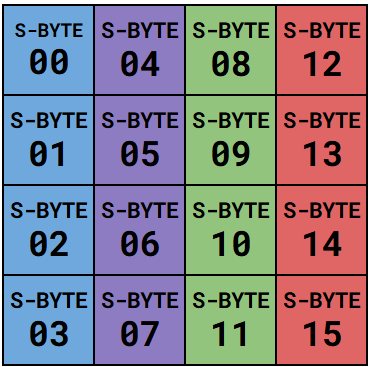 S-BYTE S-BYTE S-BYTE S-BYTE
00 04 08 12
S-BYTE S-BYTE S-BYTE S-BYTE
01 05 09 13
S-BYTE S-BYTE S-BYTE S-BYTE
02 06 10 14
S-BYTE S-BYTE S-BYTE S-BYTE
03 07 11 15